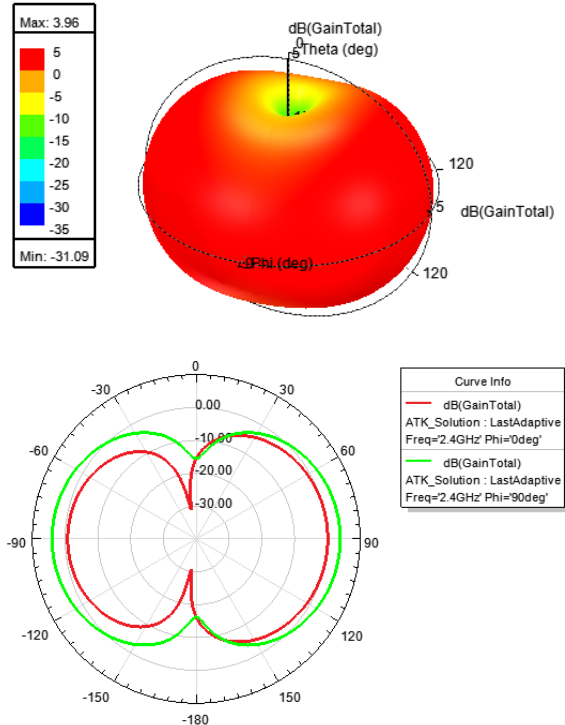 Max: 3.96
5
0
-5
-10
-15
-20
-25
-30
-35
Min: -31.09
dB(GainTotal)
0
5
Theta (deg)
120
5
dB(GainTotal)
Phi (deg)
120
0
-30
30
-60
60
-90
90
-120
120
-150
150
-180
0.00
-10.00
-20.00
-30.00
Curve Info
dB(GainTotal)
ATK_Solution : LastAdaptive
Freq='2.4GHz' Phi='0deg'
dB(GainTotal)
ATK_Solution : LastAdaptive
Freq='2.4GHz' Phi='90deg'